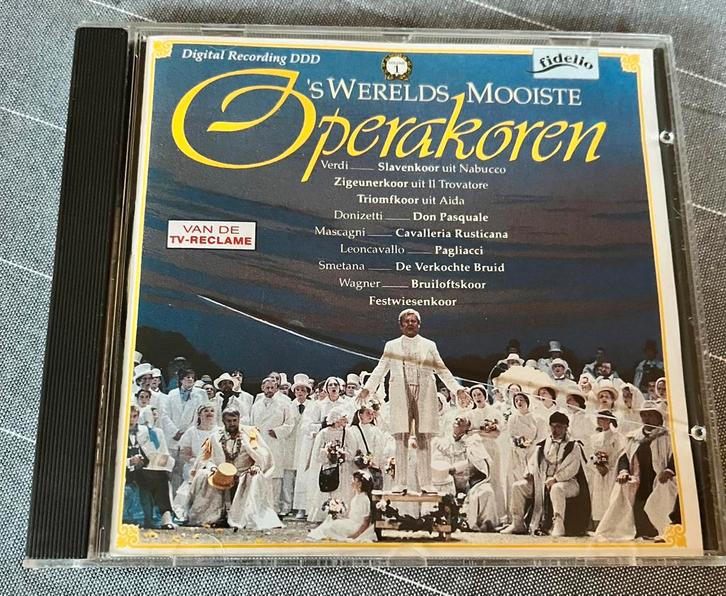 Digital Recording DDD
1
fidelio
'S WERELDS MOOISTE
Operakoren
Verdi Slavenkoor uit Nabucco
Zigeunerkoor uit Il Trovatore
Triomfkoor uit Aida
Donizetti Don Pasquale
Mascagni Cavalleria Rusticana
Leoncavallo Pagliacci
Smetana De Verkochte Bruid
Wagner Bruiloftskoor
Festwiesenkoor
VAN DE
TV-RECLAME